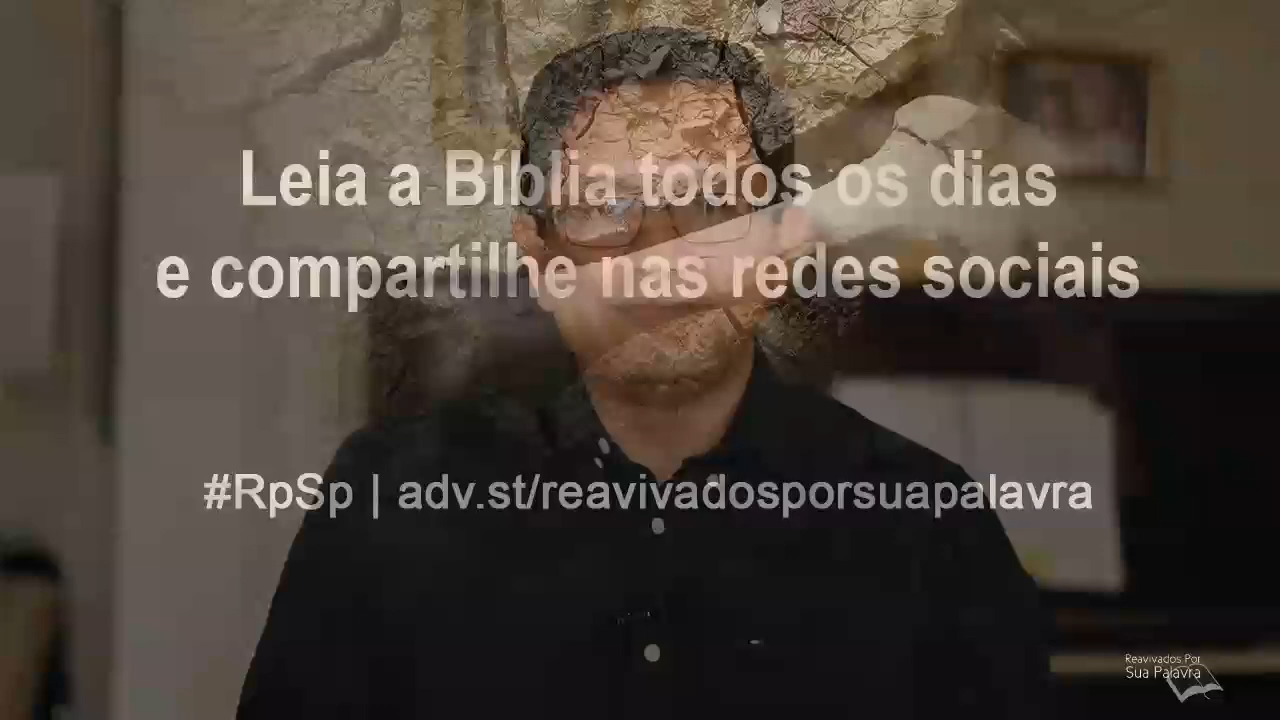 Leia a Bíblia todos os dias
e compartilhe nas redes sociais
#RpSp | adv.st/reavivadosporsuapalavra
Reavivados Por
Sua Palavra